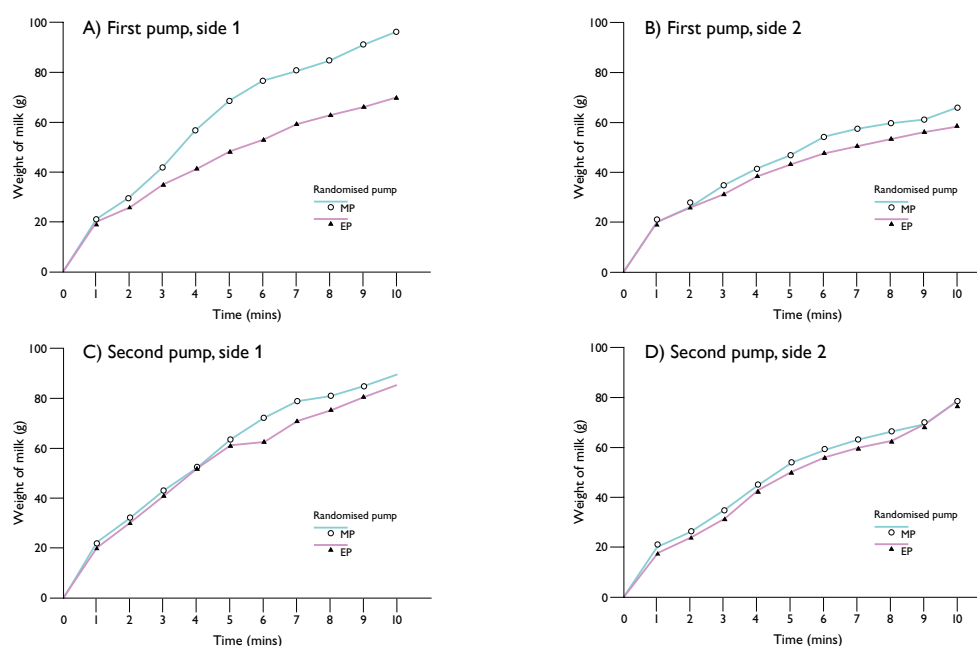 A) First pump, side 1
100
80
60
40
20
0
Weight of milk (g)
Randomised pump
MP
EP
0 1 2 3 4 5 6 7 8 9 10
Time (mins)
B) First pump, side 2
100
80
60
40
20
0
Weight of milk (g)
Randomised pump
MP
EP
0 1 2 3 4 5 6 7 8 9 10
Time (mins)
C) Second pump, side 1
100
80
60
40
20
0
Weight of milk (g)
Randomised pump
MP
EP
0 1 2 3 4 5 6 7 8 9 10
Time (mins)
D) Second pump, side 2
100
80
60
40
20
0
Weight of milk (g)
Randomised pump
MP
EP
0 1 2 3 4 5 6 7 8 9 10
Time (mins)